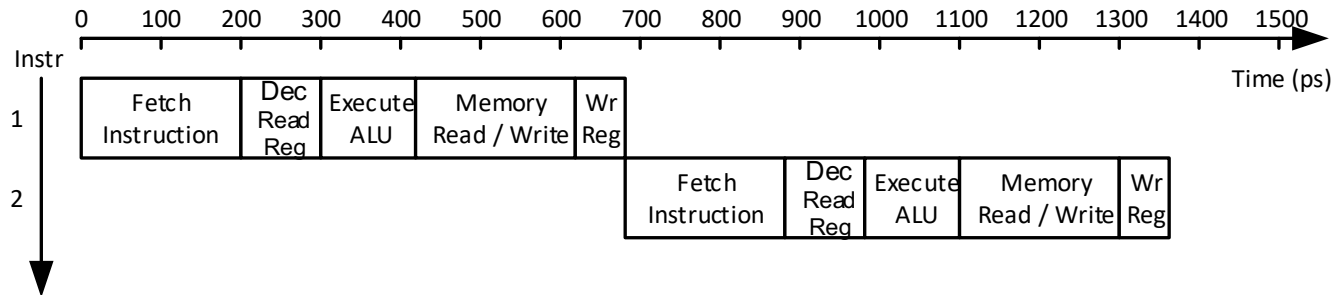 0 100 200 300 400 500 600 700 800 900 1000 1100 1200 1300 1400 1500
Instr
Time (ps)
1
Fetch
Instruction
Dec
Read
Reg
Execute
ALU
Memory
Read / Write
Wr
Reg
2
Fetch
Instruction
Dec
Read
Reg
Execute
ALU
Memory
Read / Write
Wr
Reg